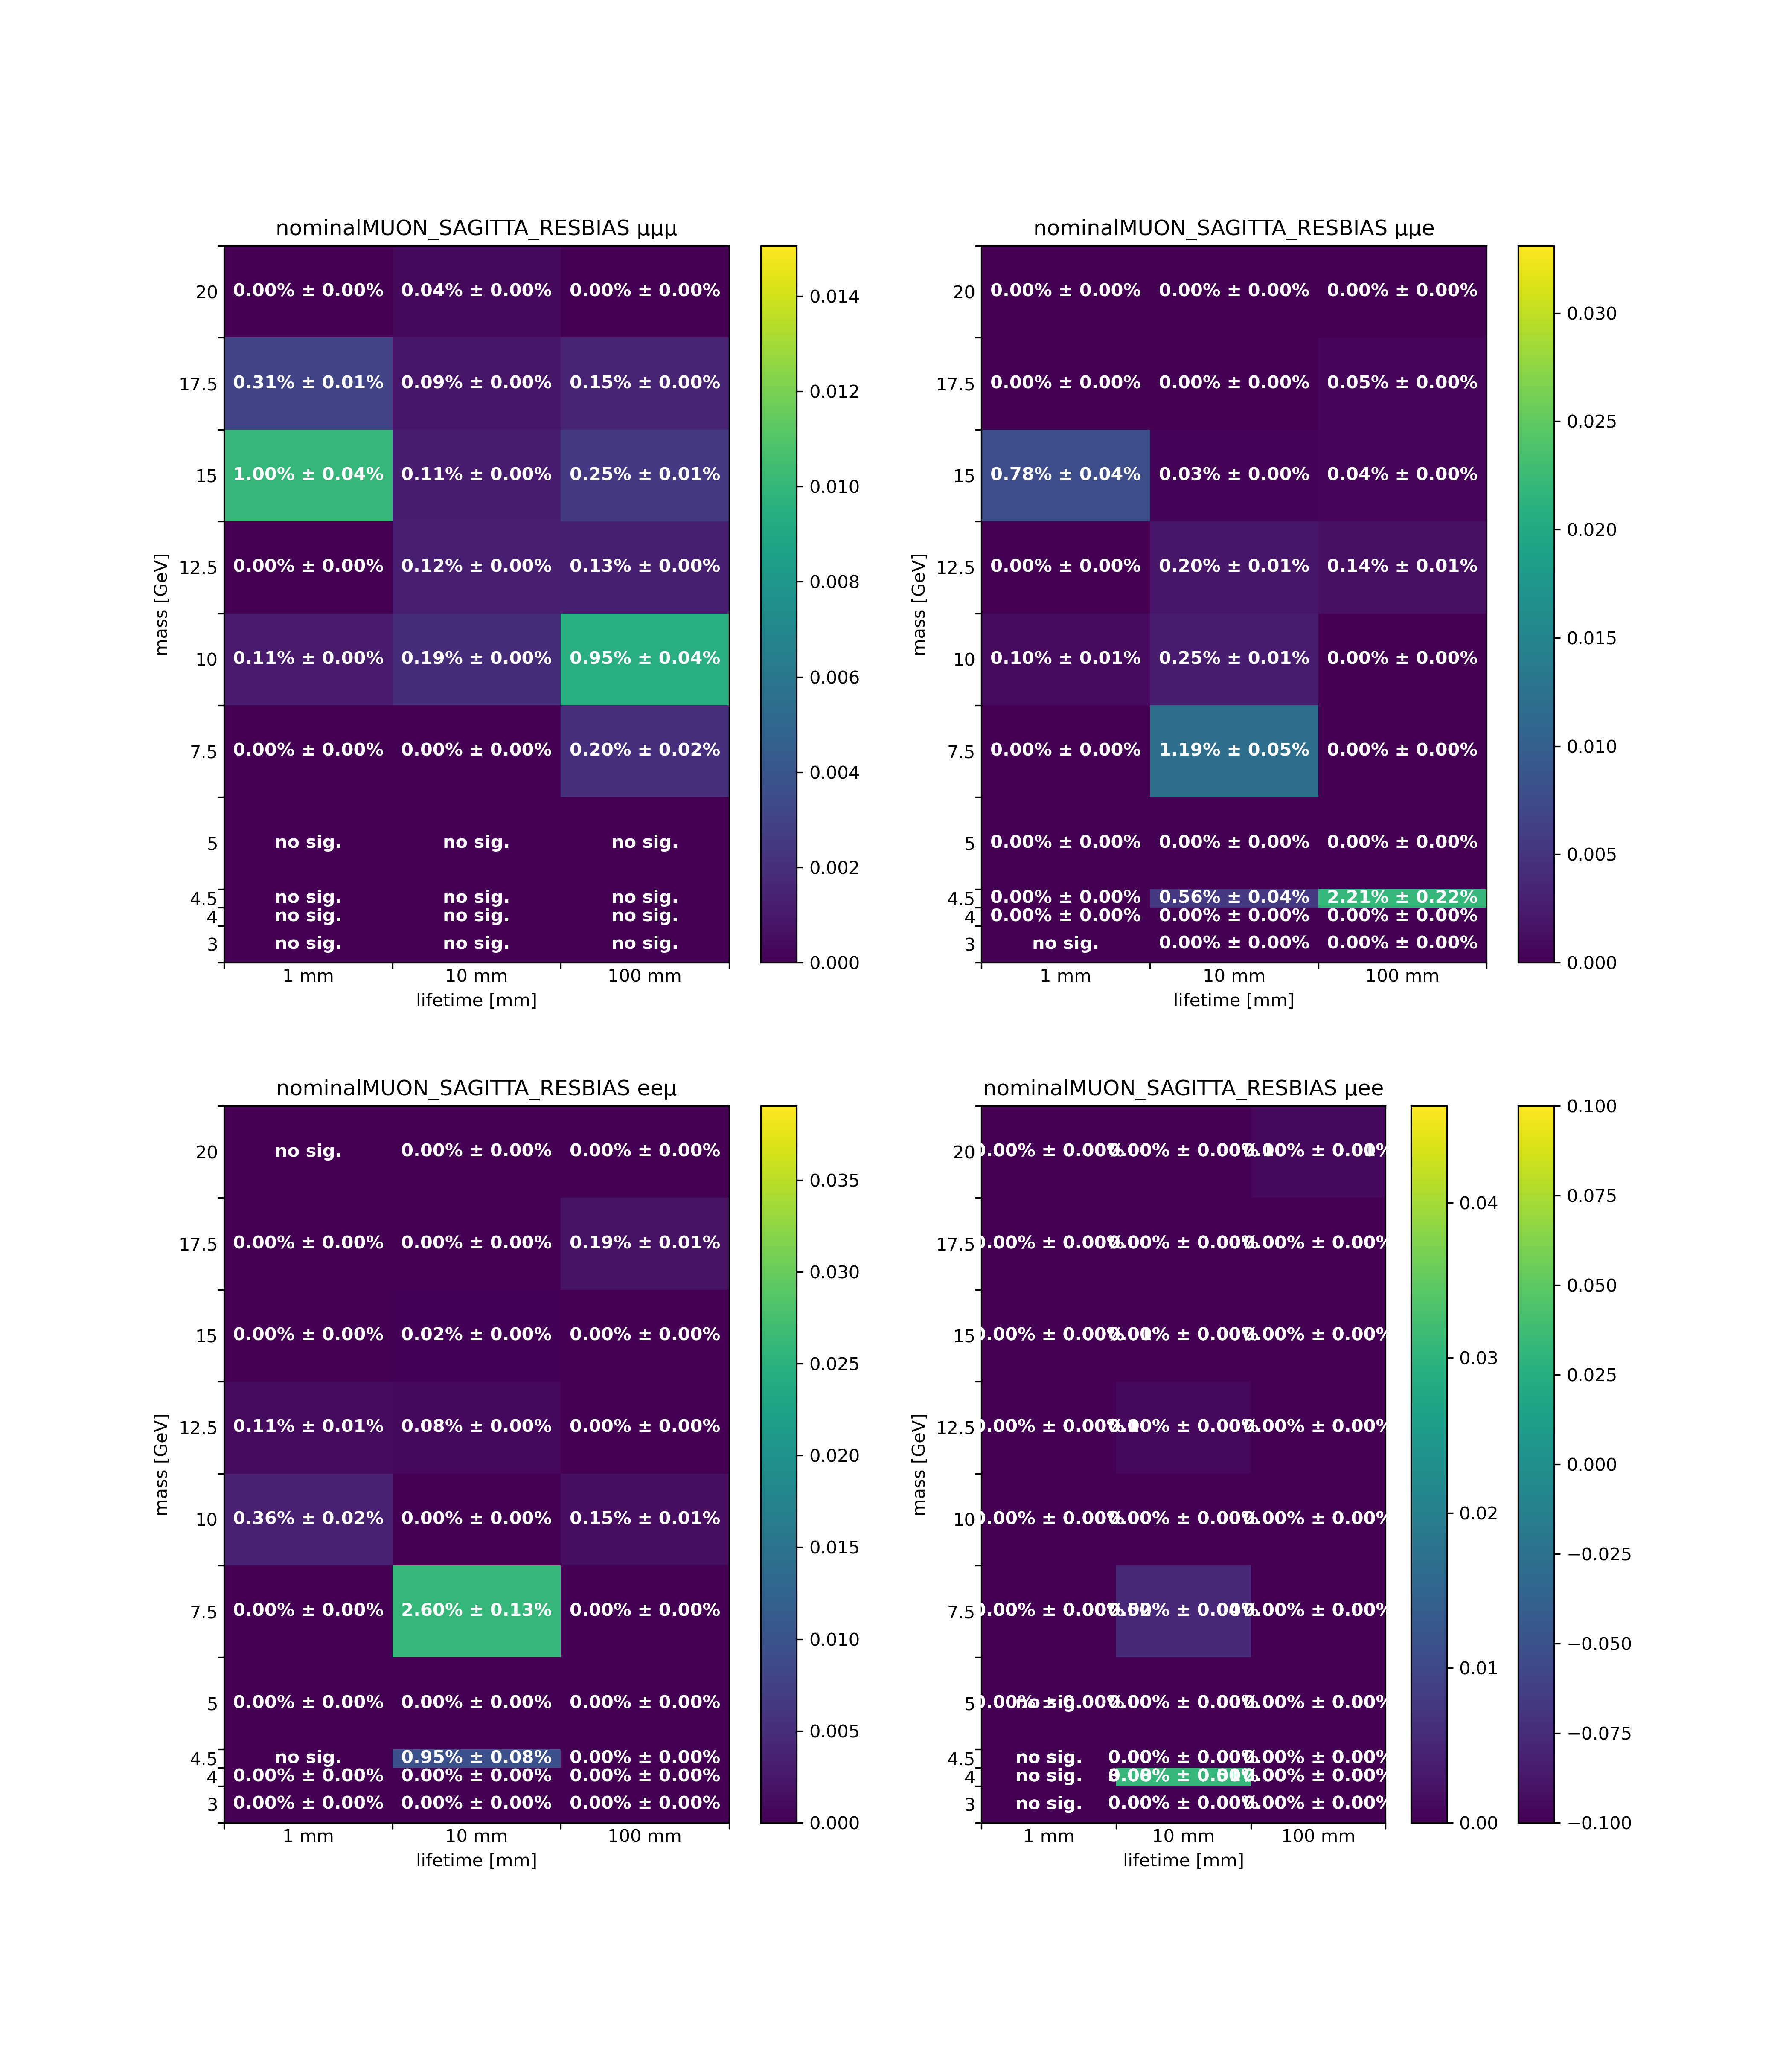 nominalMUON_SAGITTA_RESBIAS μμμ
20 0.00% ± 0.00% 0.04% ± 0.00% 0.00% ± 0.00%
17.5 0.31% ± 0.01% 0.09% ± 0.00% 0.15% ± 0.00%
15 1.00% ± 0.04% 0.11% ± 0.00% 0.25% ± 0.01%
12.5 0.00% ± 0.00% 0.12% ± 0.00% 0.13% ± 0.00%
10 0.11% ± 0.00% 0.19% ± 0.00% 0.95% ± 0.04%
7.5 0.00% ± 0.00% 0.00% ± 0.00% 0.20% ± 0.02%
5 no sig. no sig. no sig.
4.5 no sig. no sig. no sig.
4 no sig. no sig. no sig.
3 no sig. no sig. no sig.
1 mm 10 mm 100 mm
lifetime [mm]
mass [GeV]
0.014
0.012
0.010
0.008
0.006
0.004
0.002
0.000
nominalMUON_SAGITTA_RESBIAS μμe
20 0.00% ± 0.00% 0.00% ± 0.00% 0.00% ± 0.00%
17.5 0.00% ± 0.00% 0.00% ± 0.00% 0.05% ± 0.00%
15 0.78% ± 0.04% 0.03% ± 0.00% 0.04% ± 0.00%
12.5 0.00% ± 0.00% 0.20% ± 0.01% 0.14% ± 0.01%
10 0.10% ± 0.01% 0.25% ± 0.01% 0.00% ± 0.00%
7.5 0.00% ± 0.00% 1.19% ± 0.05% 0.00% ± 0.00%
5 0.00% ± 0.00% 0.00% ± 0.00% 0.00% ± 0.00%
4.5 0.00% ± 0.00% 0.56% ± 0.04% 2.21% ± 0.22%
4 0.00% ± 0.00% 0.00% ± 0.00% 0.00% ± 0.00%
3 no sig. 0.00% ± 0.00% 0.00% ± 0.00%
1 mm 10 mm 100 mm
lifetime [mm]
mass [GeV]
0.030
0.025
0.020
0.015
0.010
0.005
0.000
nominalMUON_SAGITTA_RESBIAS eeμ
20 no sig. 0.00% ± 0.00% 0.00% ± 0.00%
17.5 0.00% ± 0.00% 0.00% ± 0.00% 0.19% ± 0.01%
15 0.00% ± 0.00% 0.02% ± 0.00% 0.00% ± 0.00%
12.5 0.11% ± 0.01% 0.08% ± 0.00% 0.00% ± 0.00%
10 0.36% ± 0.02% 0.00% ± 0.00% 0.15% ± 0.01%
7.5 0.00% ± 0.00% 2.60% ± 0.13% 0.00% ± 0.00%
5 0.00% ± 0.00% 0.00% ± 0.00% 0.00% ± 0.00%
4.5 no sig. 0.95% ± 0.08% 0.00% ± 0.00%
4 0.00% ± 0.00% 0.00% ± 0.00% 0.00% ± 0.00%
3 0.00% ± 0.00% 0.00% ± 0.00% 0.00% ± 0.00%
1 mm 10 mm 100 mm
lifetime [mm]
mass [GeV]
0.035
0.030
0.025
0.020
0.015
0.010
0.005
0.000
nominalMUON_SAGITTA_RESBIAS μee
20
17.5
15
12.5
10
7.5
5
4.5 no sig.
4 no sig.
3 no sig.
1 mm 10 mm 100 mm
lifetime [mm]
mass [GeV]
0.04
0.03
0.02
0.01
0.00
0.100
0.075
0.050
0.025
0.000
−0.025
−0.050
−0.075
−0.100